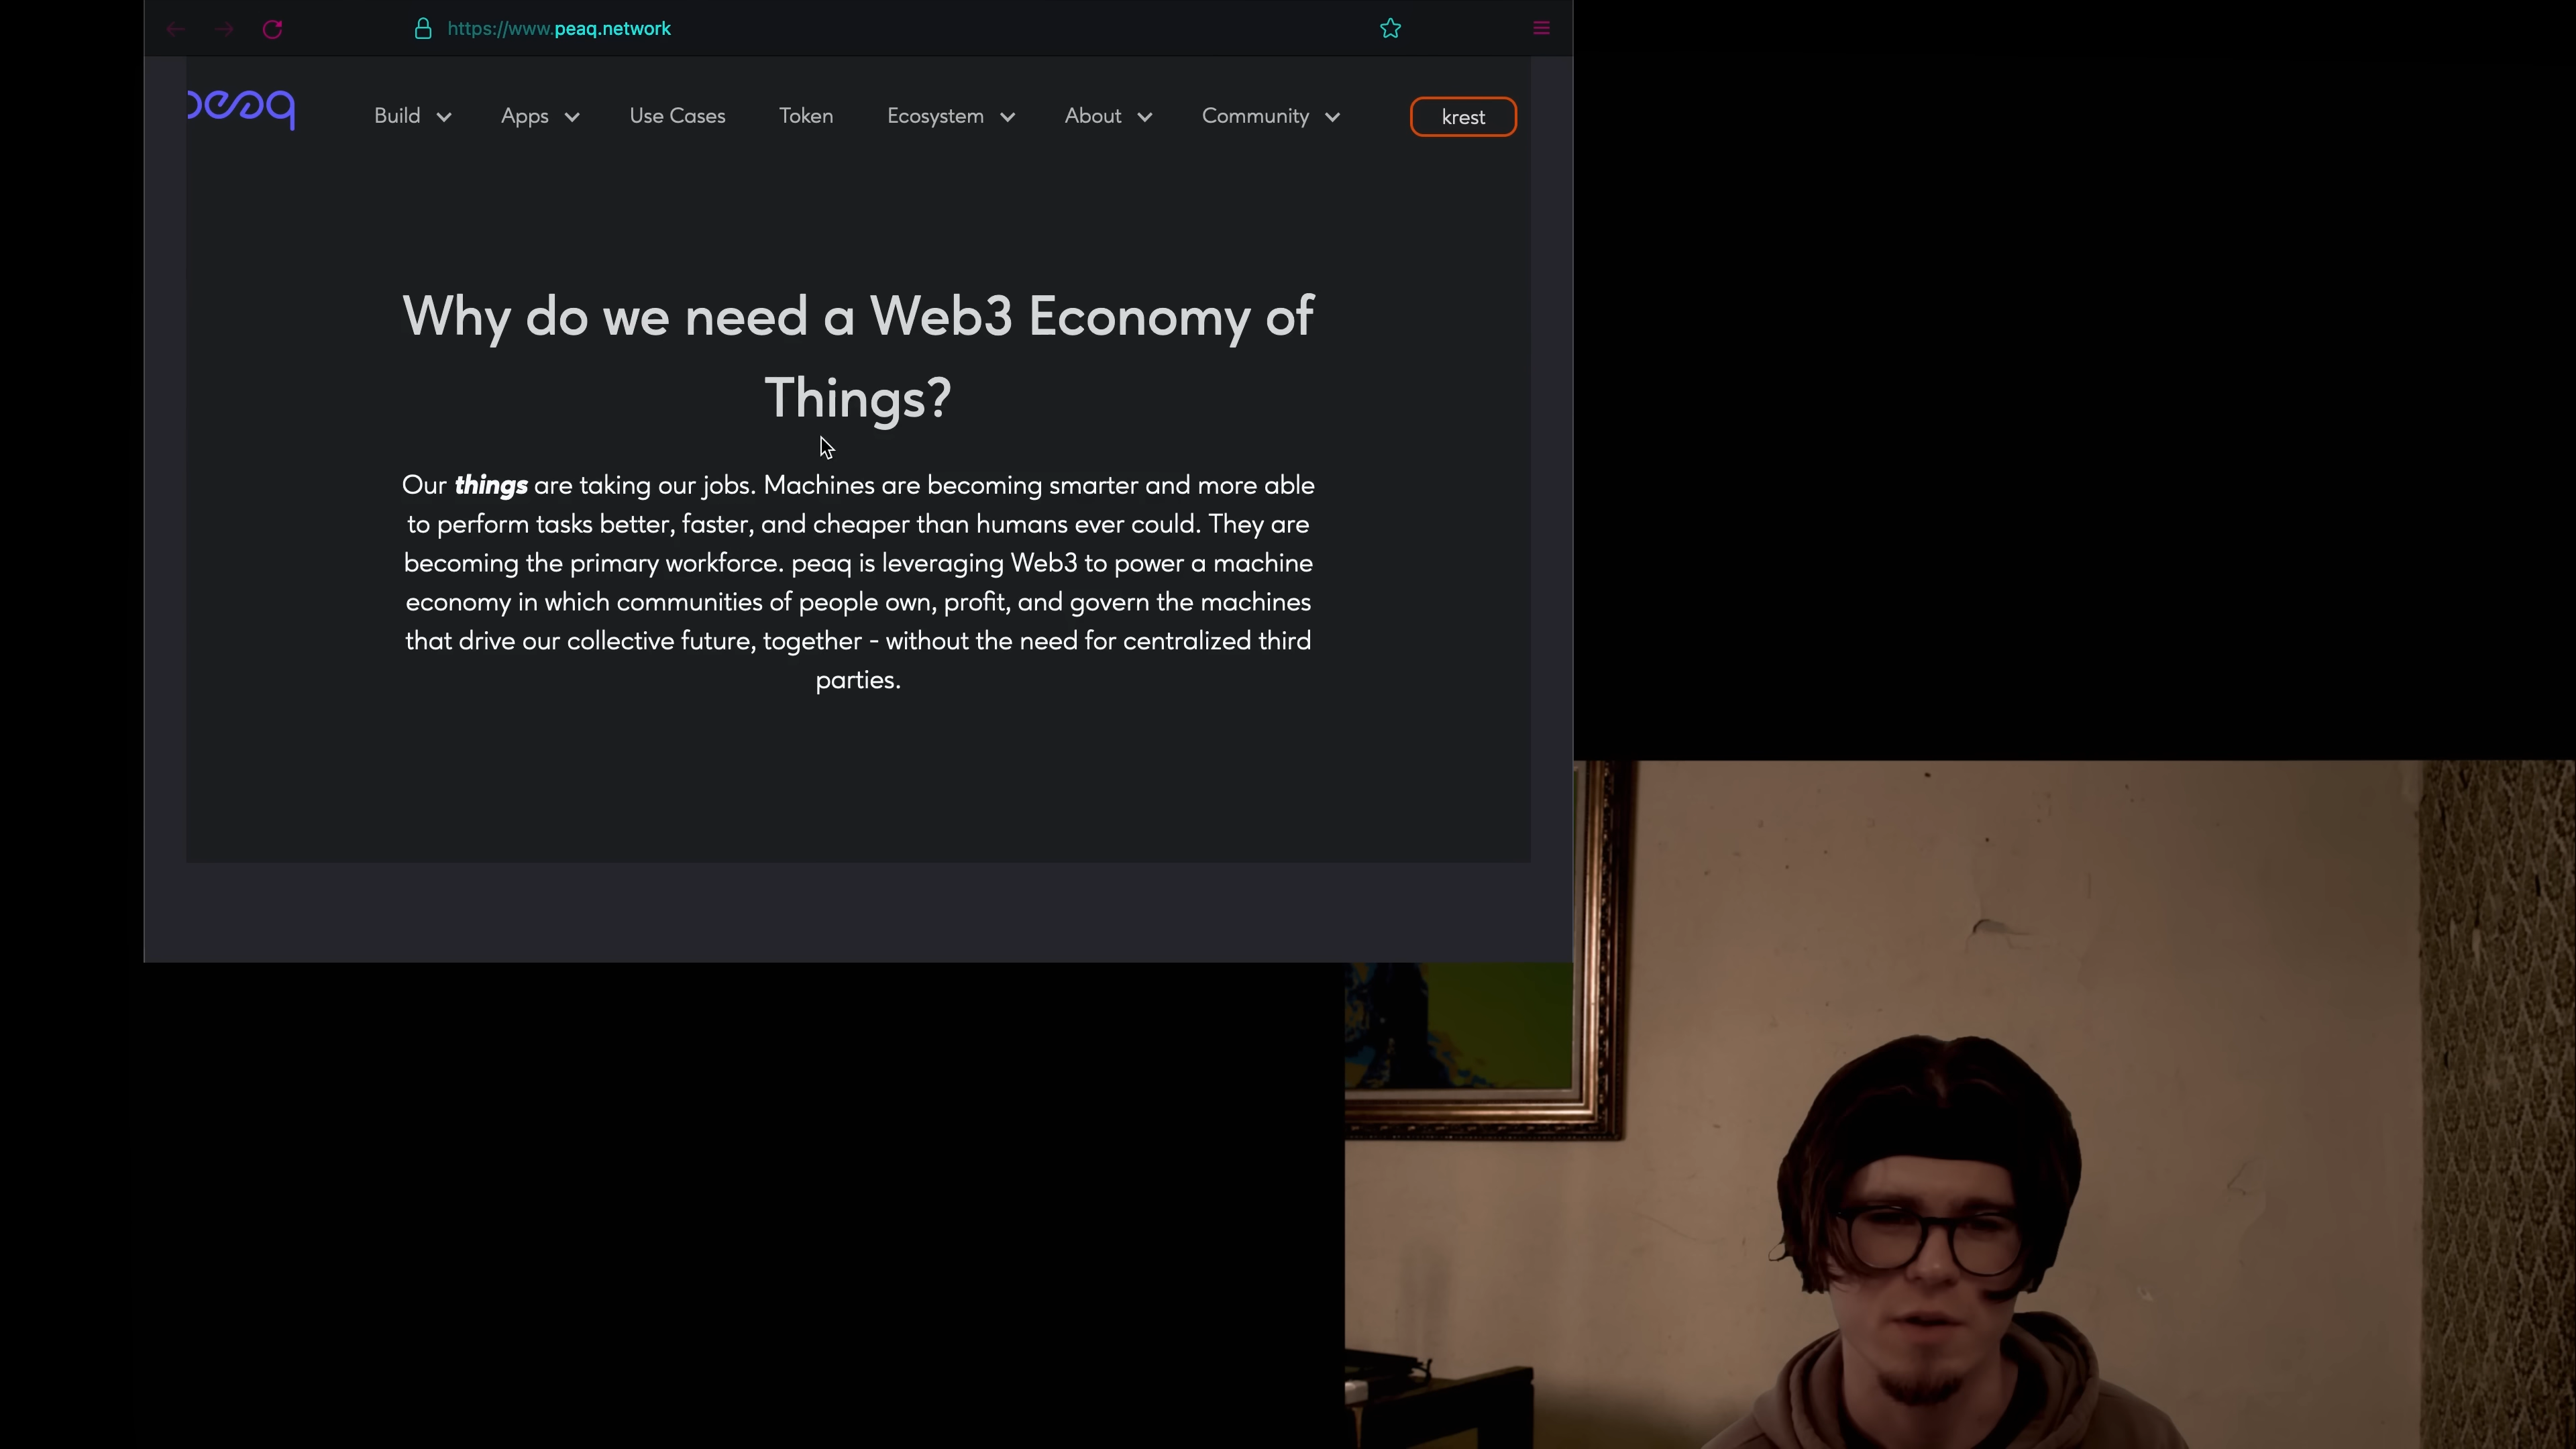 https://www.peaq.network
peaq
Build Apps Use Cases Token Ecosystem About Community krest
Why do we need a Web3 Economy of
Things?
Our things are taking our jobs. Machines are becoming smarter and more able
to perform tasks better, faster, and cheaper than humans ever could. They are
becoming the primary workforce. peaq is leveraging Web3 to power a machine
economy in which communities of people own, profit, and govern the machines
that drive our collective future, together - without the need for centralized third
parties.